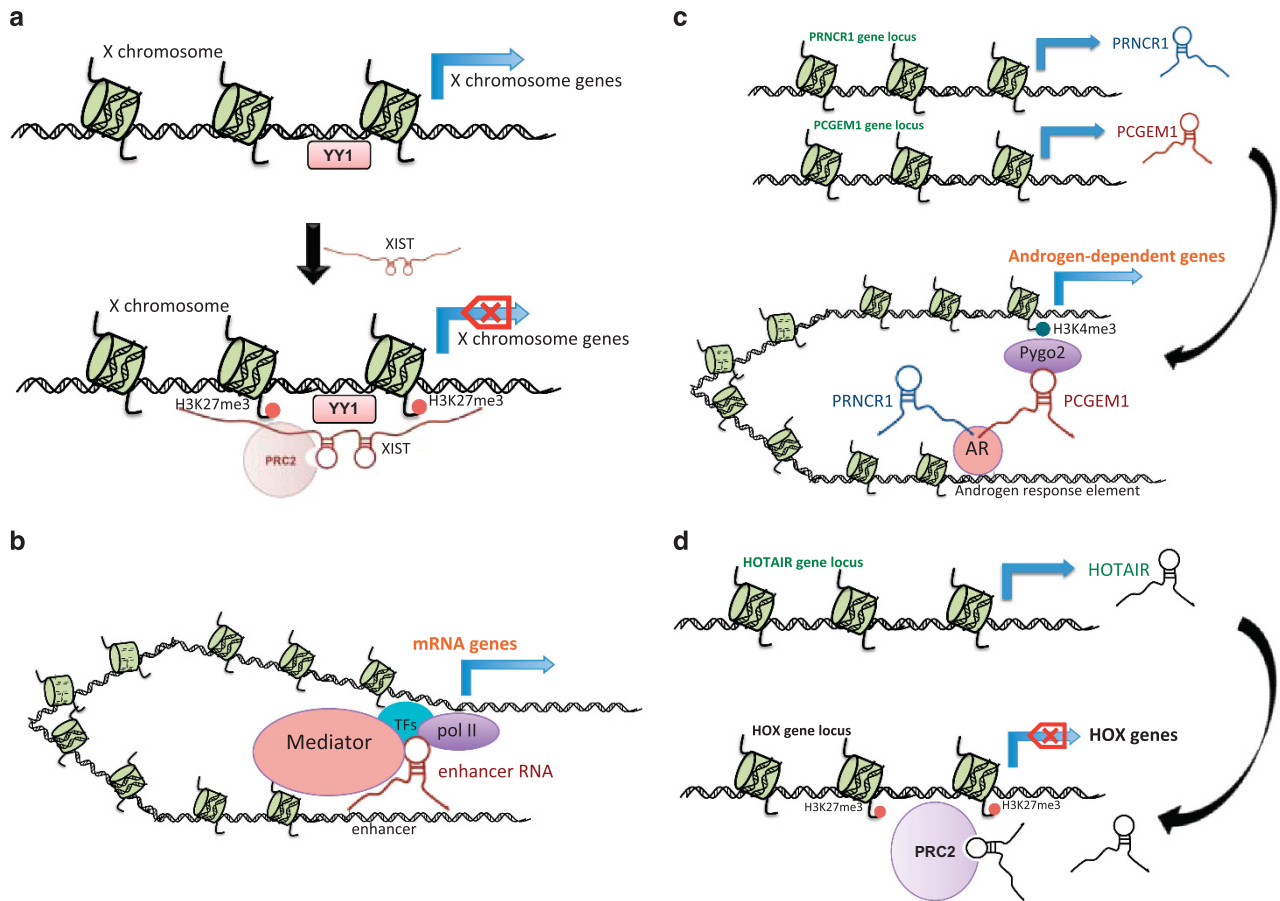 a
X chromosome
X chromosome genes
YY1
XIST
X chromosome
X chromosome genes
H3K27me3
YY1
H3K27me3
XIST
PRC2
b
mRNA genes
TFs
pol II
Mediator
enhancer RNA
enhancer
c
PRNCR1 gene locus
PRNCR1
PCGEM1 gene locus
PCGEM1
Androgen-dependent genes
H3K4me3
Pygo2
PRNCR1
PCGEM1
AR
Androgen response element
d
HOTAIR gene locus
HOTAIR
HOX gene locus
HOX genes
H3K27me3
H3K27me3
PRC2